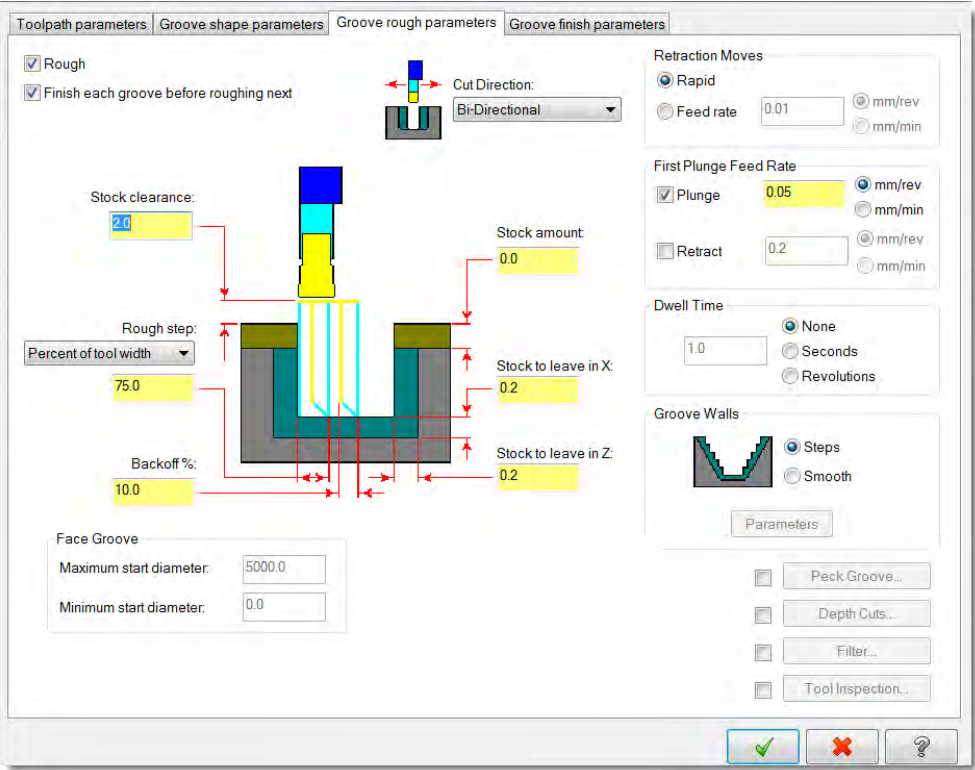 Toolpath parameters
Groove shape parameters
Groove rough parameters
Groove finish parameters
Rough
Finish each groove before roughing next
Cut Direction:
Bi-Directional
Stock clearance:
2.0
Rough step:
Percent of tool width
75.0
Backoff %:
10.0
Stock amount:
0.0
Stock to leave in X:
0.2
Stock to leave in Z:
0.2
Face Groove
Maximum start diameter:
5000.0
Minimum start diameter:
0.0
Retraction Moves
Rapid
Feed rate
0.01
mm/rev
mm/min
First Plunge Feed Rate
Plunge
0.05
mm/rev
mm/min
Retract
0.2
mm/rev
mm/min
Dwell Time
1.0
None
Seconds
Revolutions
Groove Walls
Steps
Smooth
Parameters
Peck Groove...
Depth Cuts...
Filter...
Tool Inspection...
?